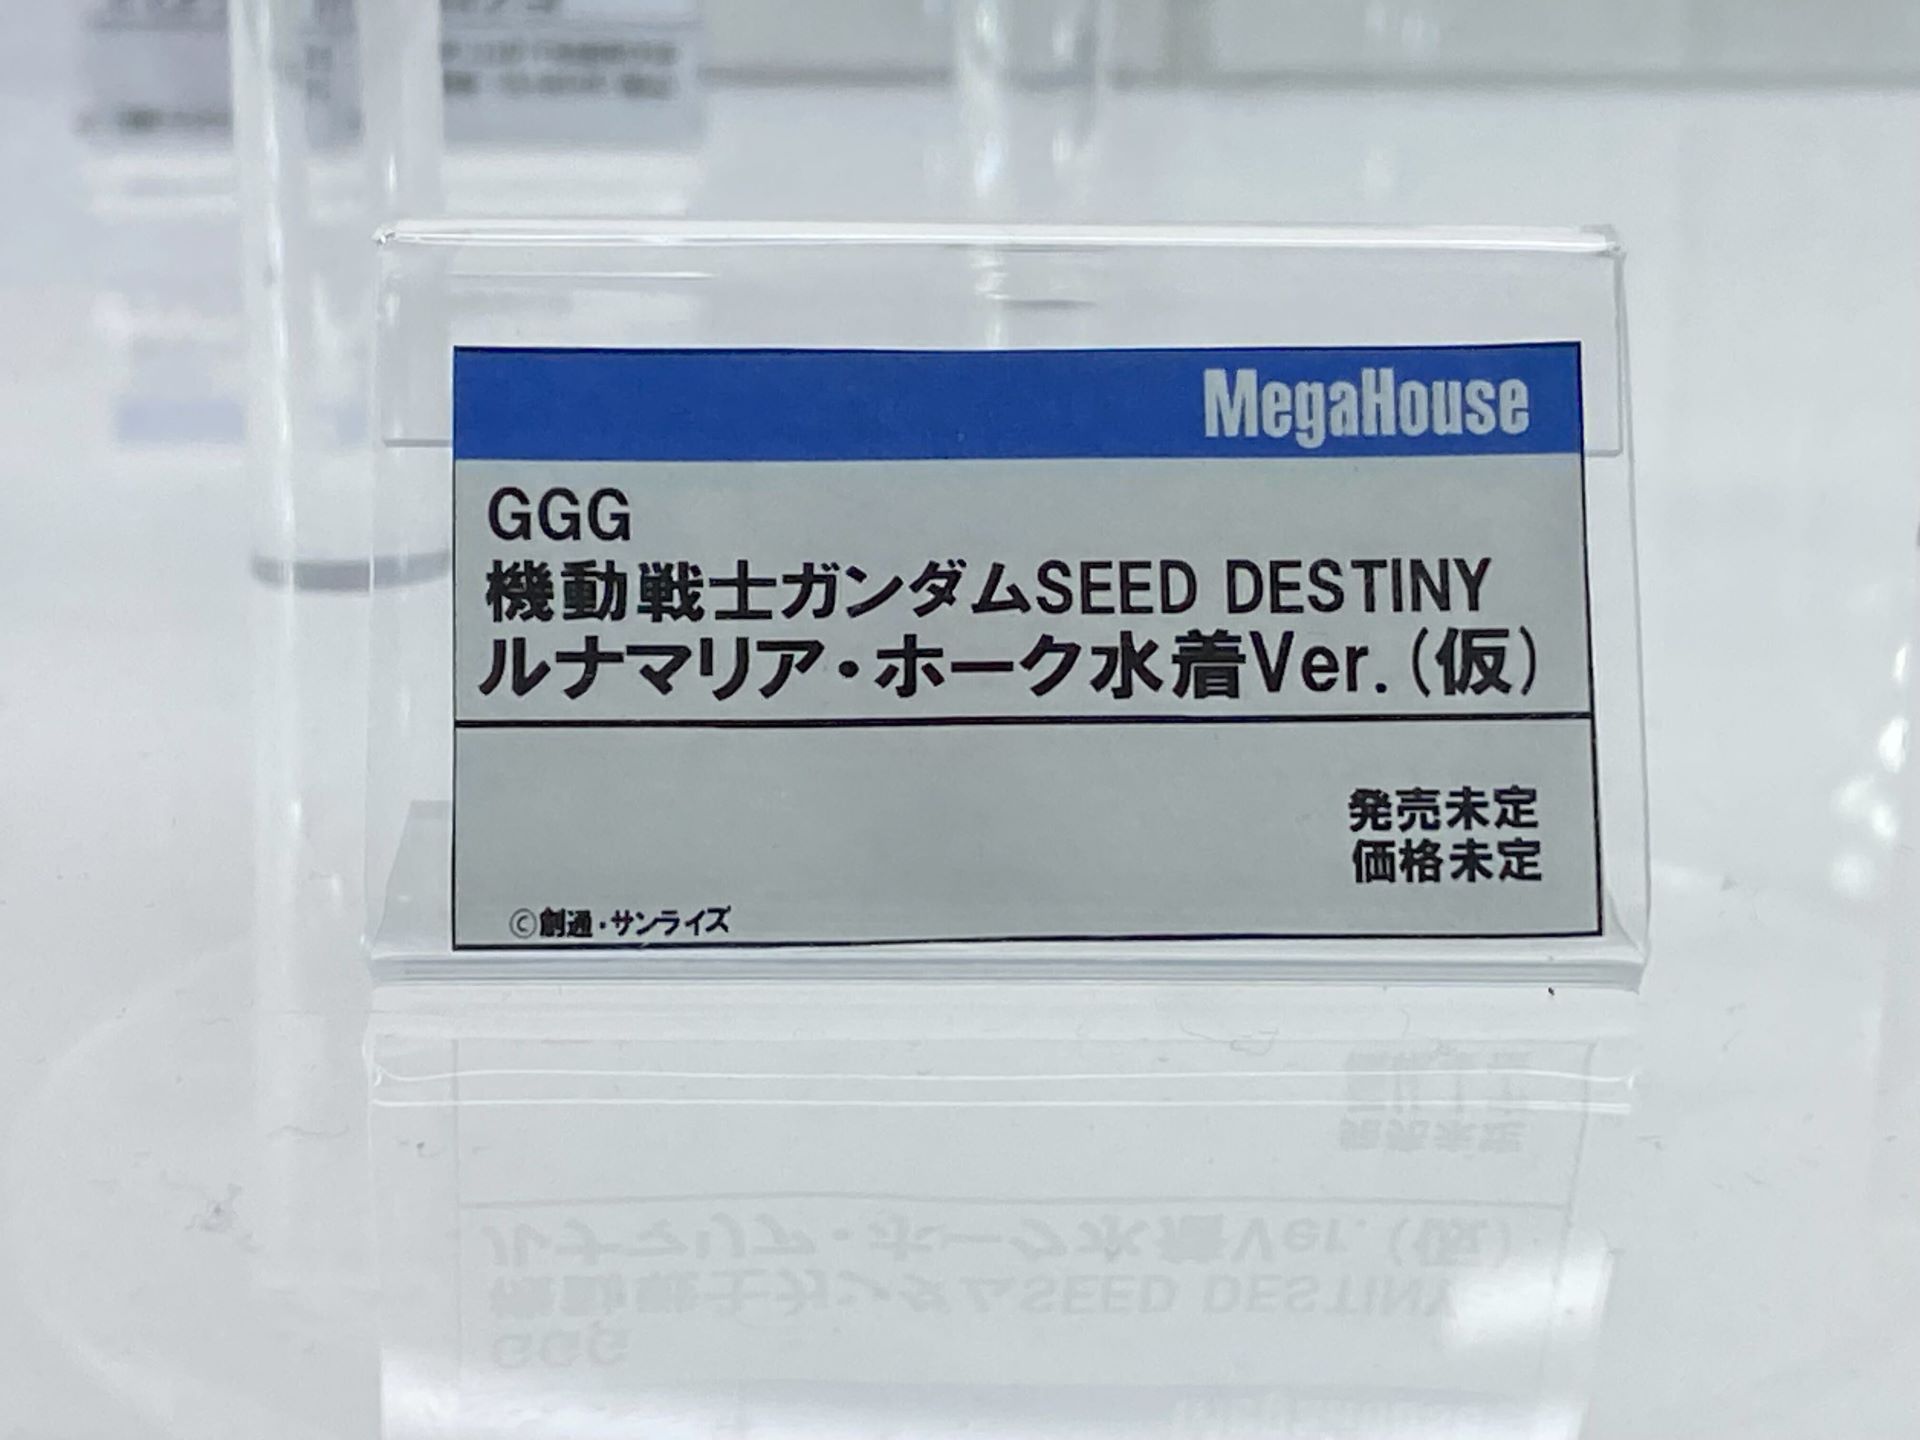 MegaHouse
GGG
機動戦士ガンダムSEED DESTINY
ルナマリア・ホーク水着Ver.(仮)
発売未定
価格未定
©創通・サンライズ